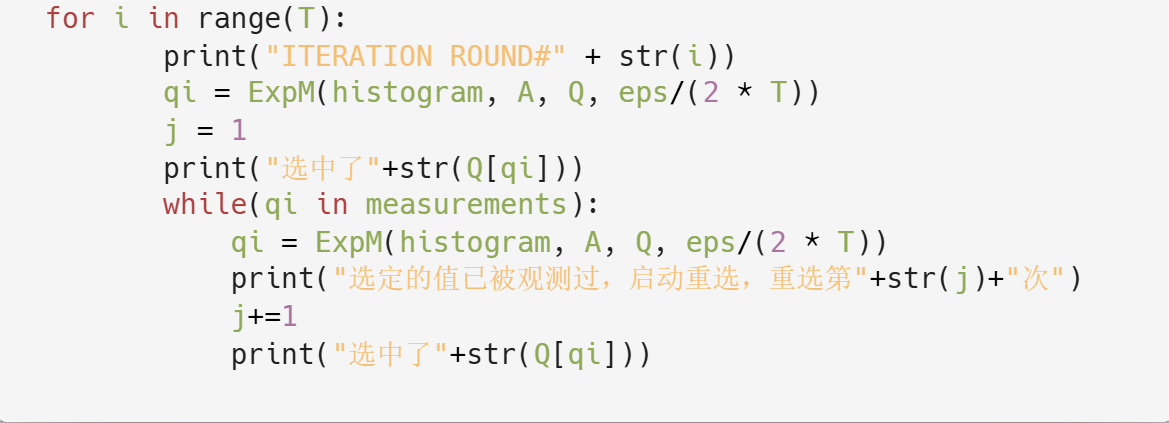 for i in range(T):
print("ITERATION ROUND#" + str(i))
qi = ExpM(histogram, A, Q, eps/(2 * T))
j = 1
print("选中了"+str(Q[qi]))
while(qi in measurements):
qi = ExpM(histogram, A, Q, eps/(2 * T))
print("选定的值已被观测过，启动重选，重选第"+str(j)+"次")
j+=1
print("选中了"+str(Q[qi]))